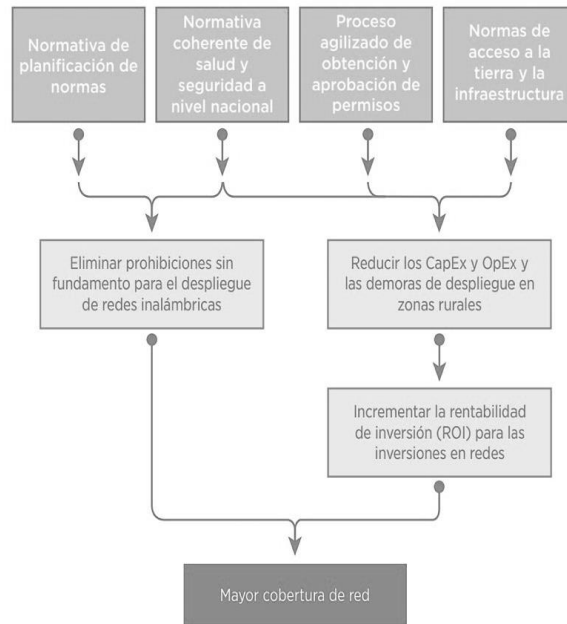 Normativa de
planificación de
normas
Normativa
coherente de
salud y
seguridad a
nivel nacional
Proceso
agilizado de
obtención y
aprobación de
permisos
Normas de
acceso a la
tierra y la
infraestructura
Eliminar prohibiciones sin
fundamento para el despliegue
de redes inalámbricas
Reducir los CapEx y OpEx y
las demoras de despliegue en
zonas rurales
Incrementar la rentabilidad
de inversión (ROI) para las
inversiones en redes
Mayor cobertura de red